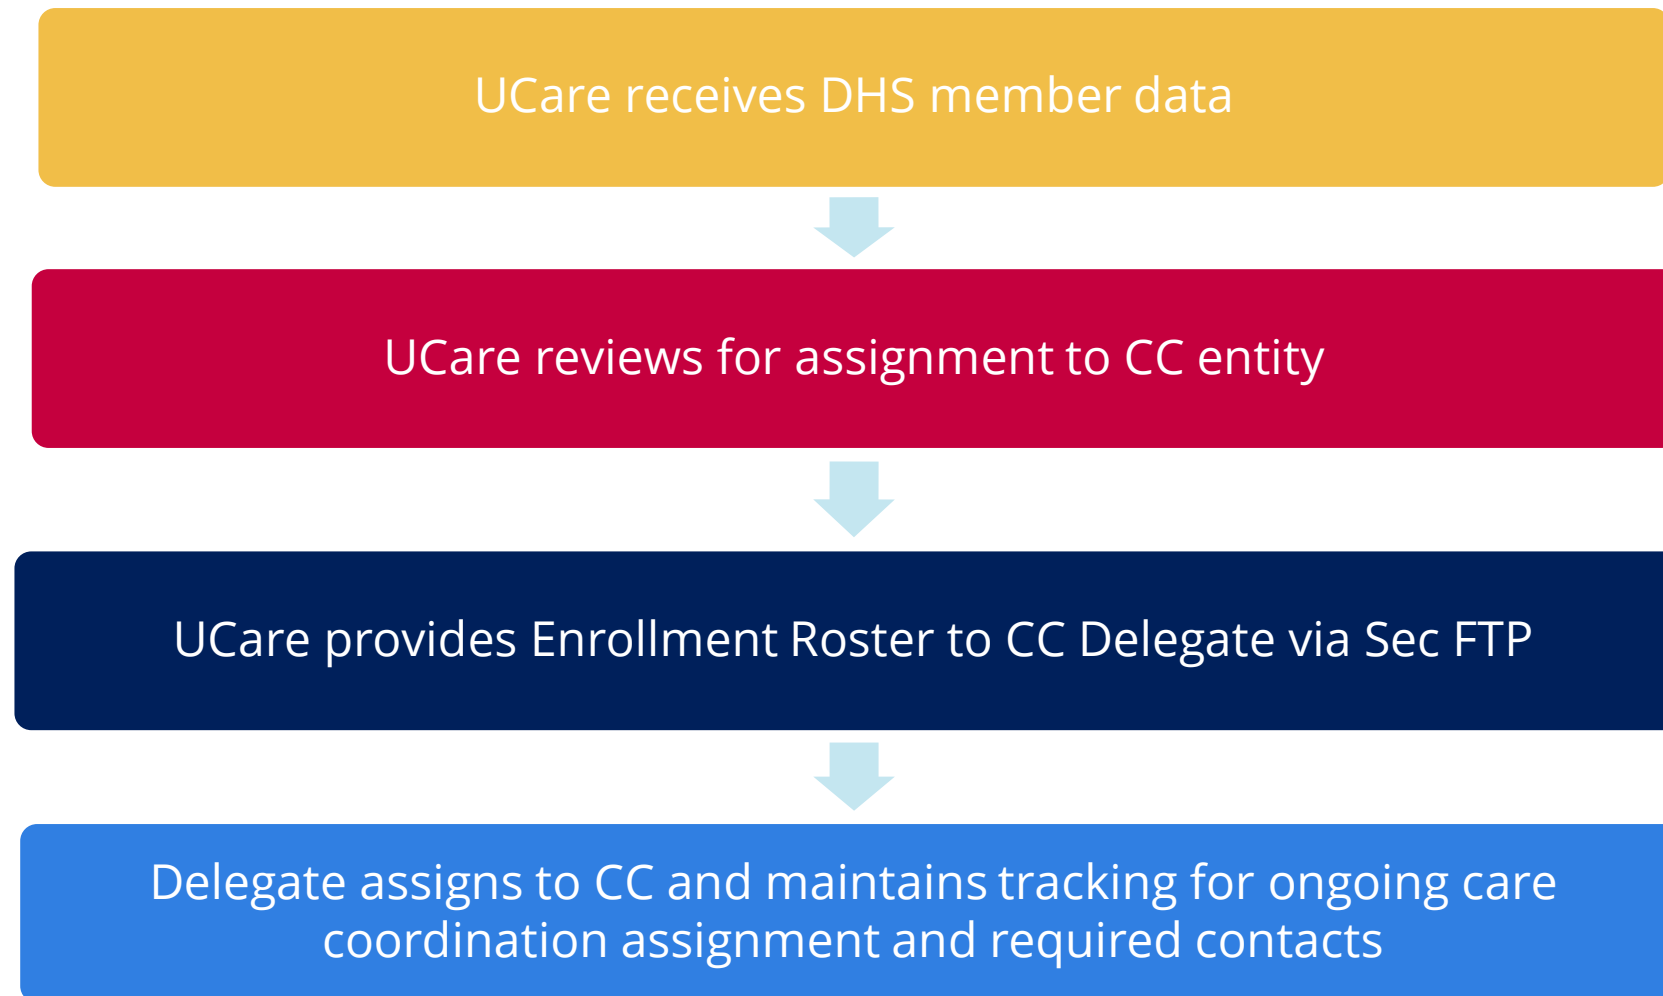 UCare receives DHS member data
UCare reviews for assignment to CC entity
UCare provides Enrollment Roster to CC Delegate via Sec FTP
Delegate assigns to CC and maintains tracking for ongoing care
coordination assignment and required contacts